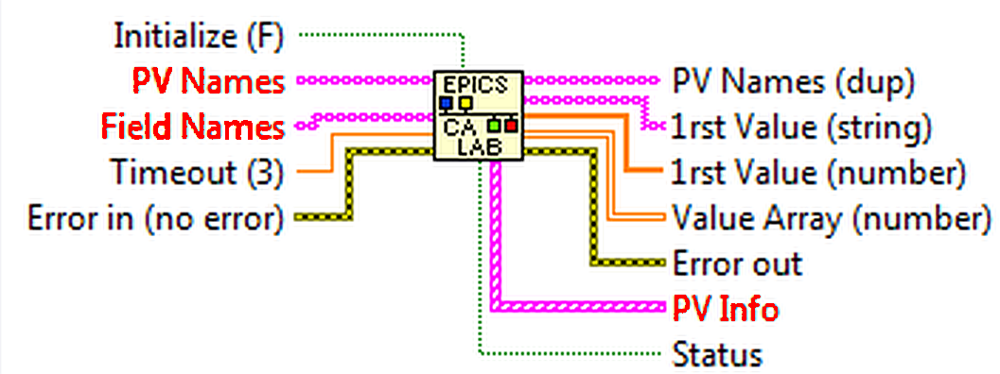 Initialize (F)
PV Names
Field Names
Timeout (3)
Error in (no error)
EPICS
CA
LAB
PV Names (dup)
1rst Value (string)
1rst Value (number)
Value Array (number)
Error out
PV Info
Status